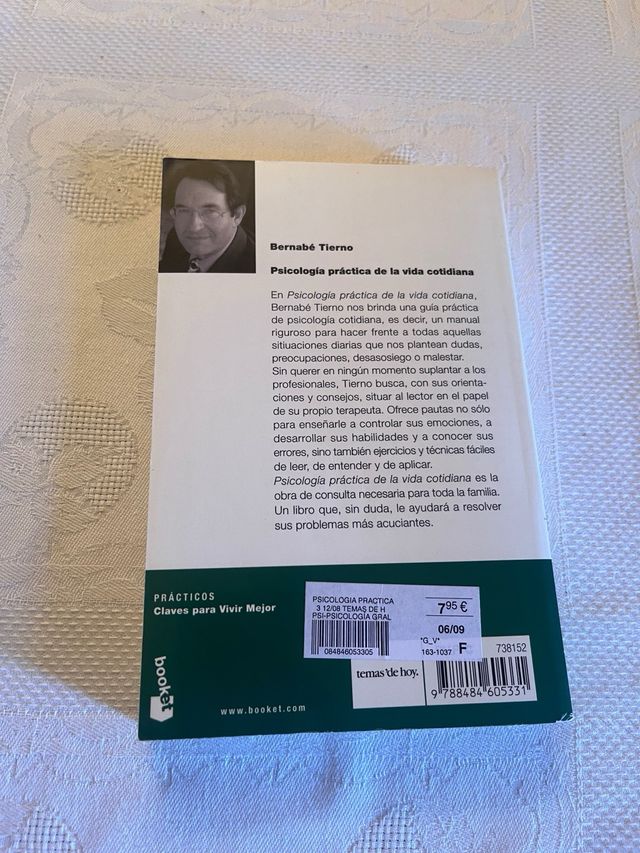 Bernabé Tierno
Psicología práctica de la vida cotidiana
En Psicología práctica de la vida cotidiana,
Bernabé Tierno nos brinda una guía práctica
de psicología cotidiana, es decir, un manual
riguroso para hacer frente a todas aquellas
sitiuaciones diarias que nos plantean dudas,
preocupaciones, desasosiego o malestar.
Sin querer en ningún momento suplantar a los
profesionales, Tierno busca, con sus orienta-
ciones y consejos, situar al lector en el papel
de su propio terapeuta. Ofrece pautas no sólo
para enseñarle a controlar sus emociones, a
desarrollar sus habilidades y a conocer sus
errores, sino también ejercicios y técnicas fáciles
de leer, de entender y de aplicar.
Psicología práctica de la vida cotidiana es la
obra de consulta necesaria para toda la familia.
Un libro que, sin duda, le ayudará a resolver
sus problemas más acuciantes.
PRÁCTICOS
Claves para Vivir Mejor
PSICOLOGIA PRACTICA
3 12/08 TEMAS DE H
PSI-PSICOLOGÍA GRAL
084846053305
7,95 €
06/09
*G_V*
163-1037 F
booket
www.booket.com
temas 'de hoy.
738152
9 788484 605331